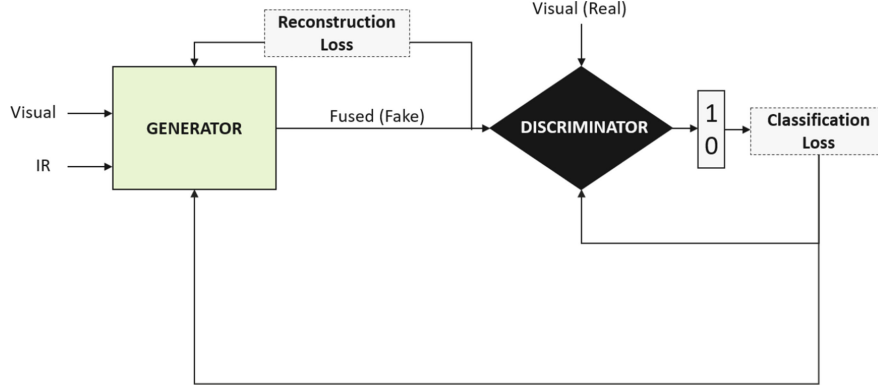 Visual (Real)
Reconstruction
Loss
Visual
GENERATOR
Fused (Fake)
DISCRIMINATOR
1
0
Classification
Loss
IR